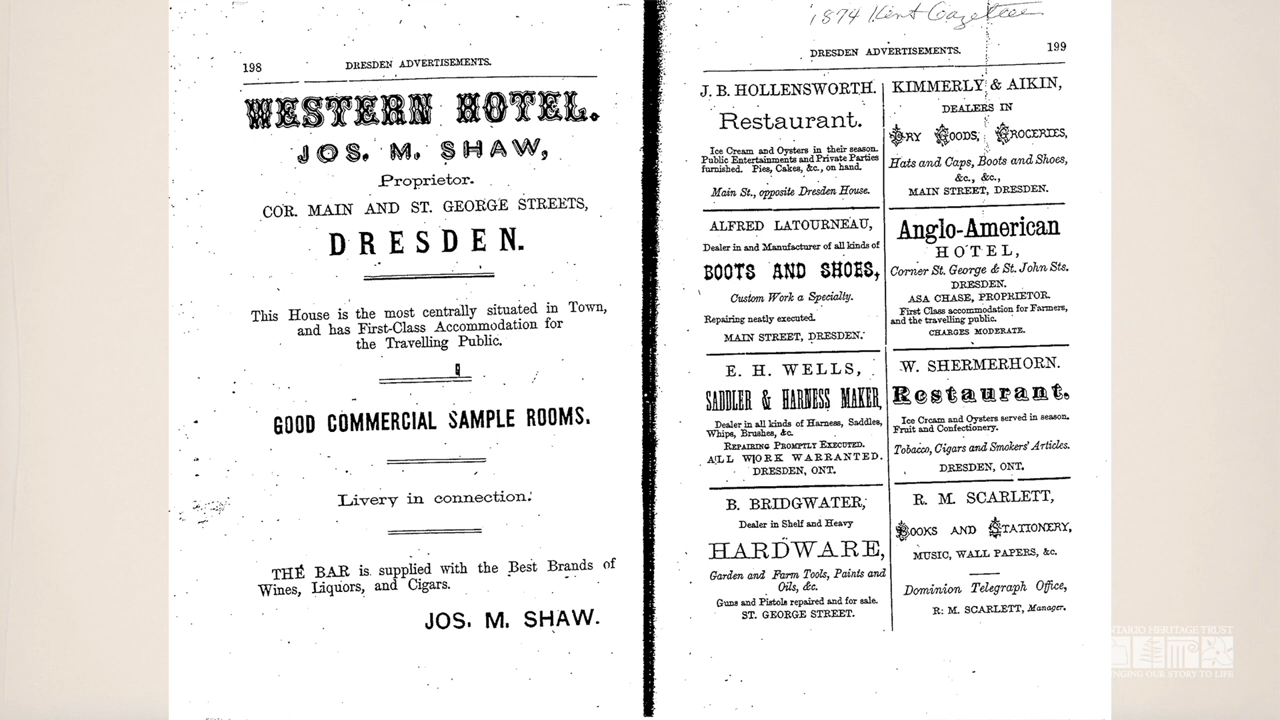 198
DRESDEN ADVERTISEMENTS.
WESTERN HOTEL.
JOS. M. SHAW,
Proprietor.
COR. MAIN AND ST. GEORGE STREETS,
DRESDEN.
This House is the most centrally situated in Town,
and has First-Class Accommodation for
the Travelling Public.
GOOD COMMERCIAL SAMPLE ROOMS.
Livery in connection.
THE BAR is supplied with the Best Brands of
Wines, Liquors, and Cigars.
JOS. M. SHAW.
1874 Kent Gazetteer
DRESDEN ADVERTISEMENTS.
199
J. B. HOLLENSWORTH.
Restaurant.
Ice Cream and Oysters in their season.
Public Entertainments and Private Parties
furnished. Pies, Cakes, &c., on hand.
Main St., opposite Dresden House.
ALFRED LATOURNEAU,
Dealer in and Manufacturer of all kinds of
BOOTS AND SHOES,
Custom Work a Specialty.
Repairing neatly executed.
MAIN STREET, DRESDEN.
E. H. WELLS,
SADDLER & HARNESS MAKER,
Dealer in all kinds of Harness, Saddles,
Whips, Brushes, &c.
REPAIRING PROMPTLY EXECUTED.
ALL WORK WARRANTED.
DRESDEN, ONT.
B. BRIDGWATER,
Dealer in Shelf and Heavy
HARDWARE,
Garden and Farm Tools, Paints and
Oils, &c.
Guns and Pistols repaired and for sale.
ST. GEORGE STREET.
KIMMERLY & AIKIN,
DEALERS IN
DRY GOODS, GROCERIES,
Hats and Caps, Boots and Shoes,
&c., &c.,
MAIN STREET, DRESDEN.
Anglo-American
HOTEL,
Corner St. George & St. John Sts.
DRESDEN.
ASA CHASE, PROPRIETOR.
First Class accommodation for Farmers,
and the travelling public.
CHARGES MODERATE.
W. SHERMERHORN.
Restaurant.
Ice Cream and Oysters served in season.
Fruit and Confectionery.
Tobacco, Cigars and Smokers' Articles.
DRESDEN, ONT.
R. M. SCARLETT,
BOOKS AND STATIONERY,
MUSIC, WALL PAPERS, &c.
Dominion Telegraph Office,
R. M. SCARLETT, Manager.
NTARIO HERITAGE TRUST
NGING OUR STORY TO LIFE